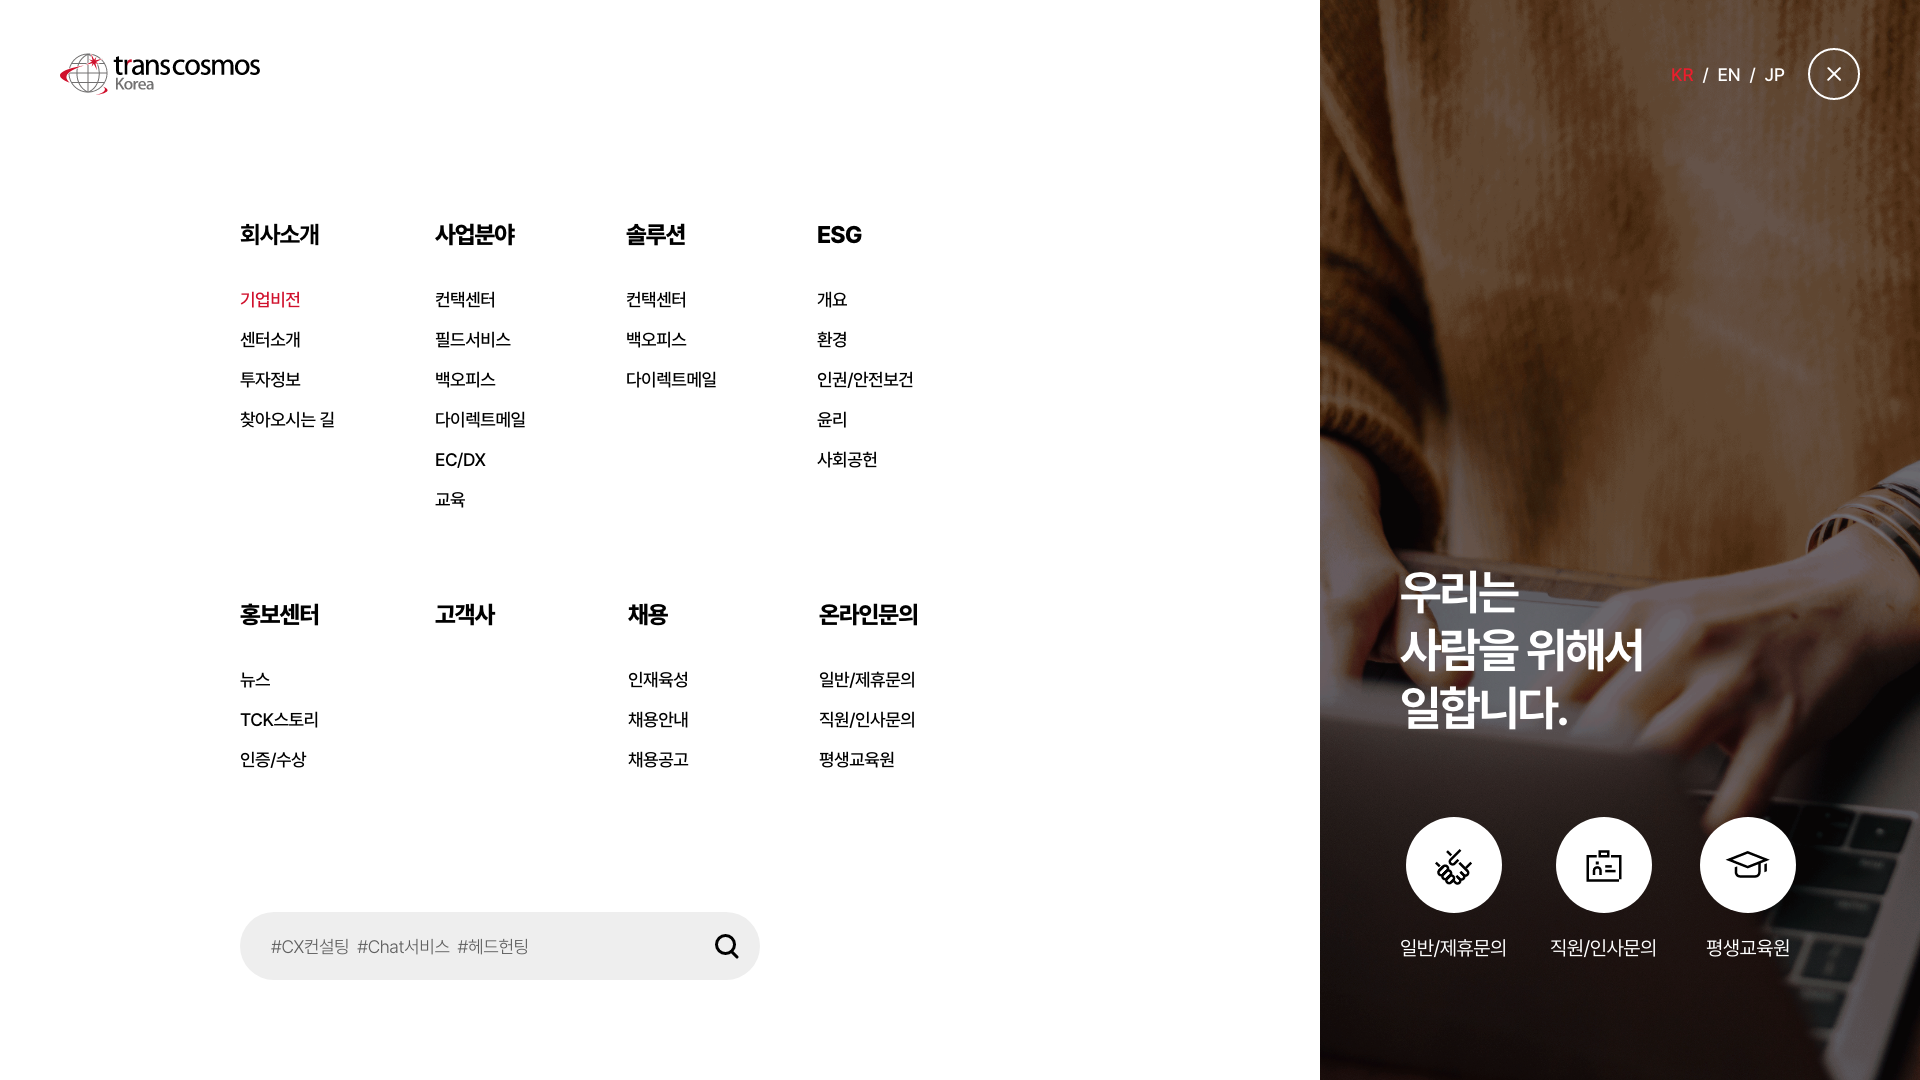 transcosmos
Korea
KR / EN / JP
회사소개
기업비전
센터소개
투자정보
찾아오시는 길
사업분야
컨택센터
필드서비스
백오피스
다이렉트메일
EC/DX
교육
솔루션
컨택센터
백오피스
다이렉트메일
ESG
개요
환경
인권/안전보건
윤리
사회공헌
홍보센터
뉴스
TCK스토리
인증/수상
고객사
채용
인재육성
채용안내
채용공고
온라인문의
일반/제휴문의
직원/인사문의
평생교육원
#CX컨설팅 #Chat서비스 #헤드헌팅
우리는
사람을 위해서
일합니다.
일반/제휴문의
직원/인사문의
평생교육원